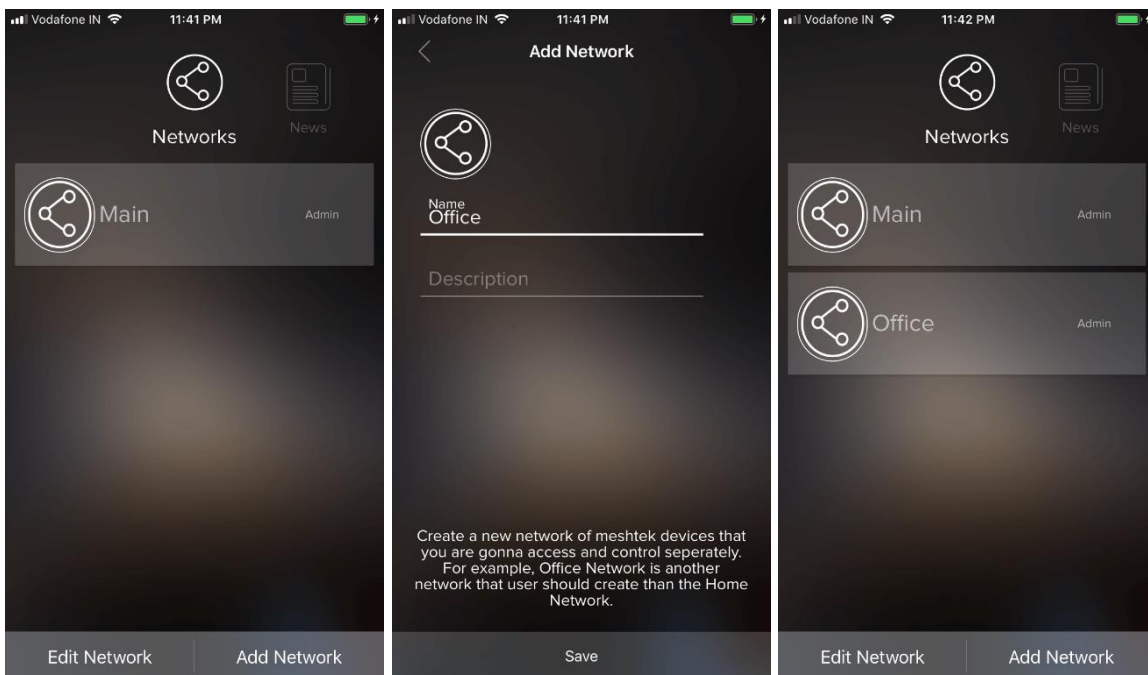 Vodafone IN 11:41 PM
Networks
News
Main Admin
Edit Network Add Network
Vodafone IN 11:41 PM
Add Network
Name
Office
Description
Create a new network of meshtek devices that
you are gonna access and control seperately.
For example, Office Network is another
network that user should create than the Home
Network.
Save
Vodafone IN 11:42 PM
Networks
News
Main Admin
Office Admin
Edit Network Add Network